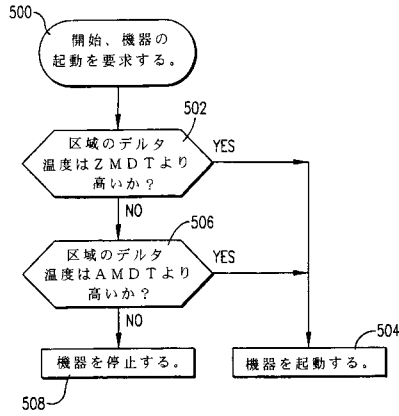 500
開始、機器の
起動を要求する。
502
区域のデルタ
温度はZMDTより
高いか？
YES
NO
506
区域のデルタ
温度はAMDTより
高いか？
YES
NO
504
機器を停止する。
機器を起動する。
508